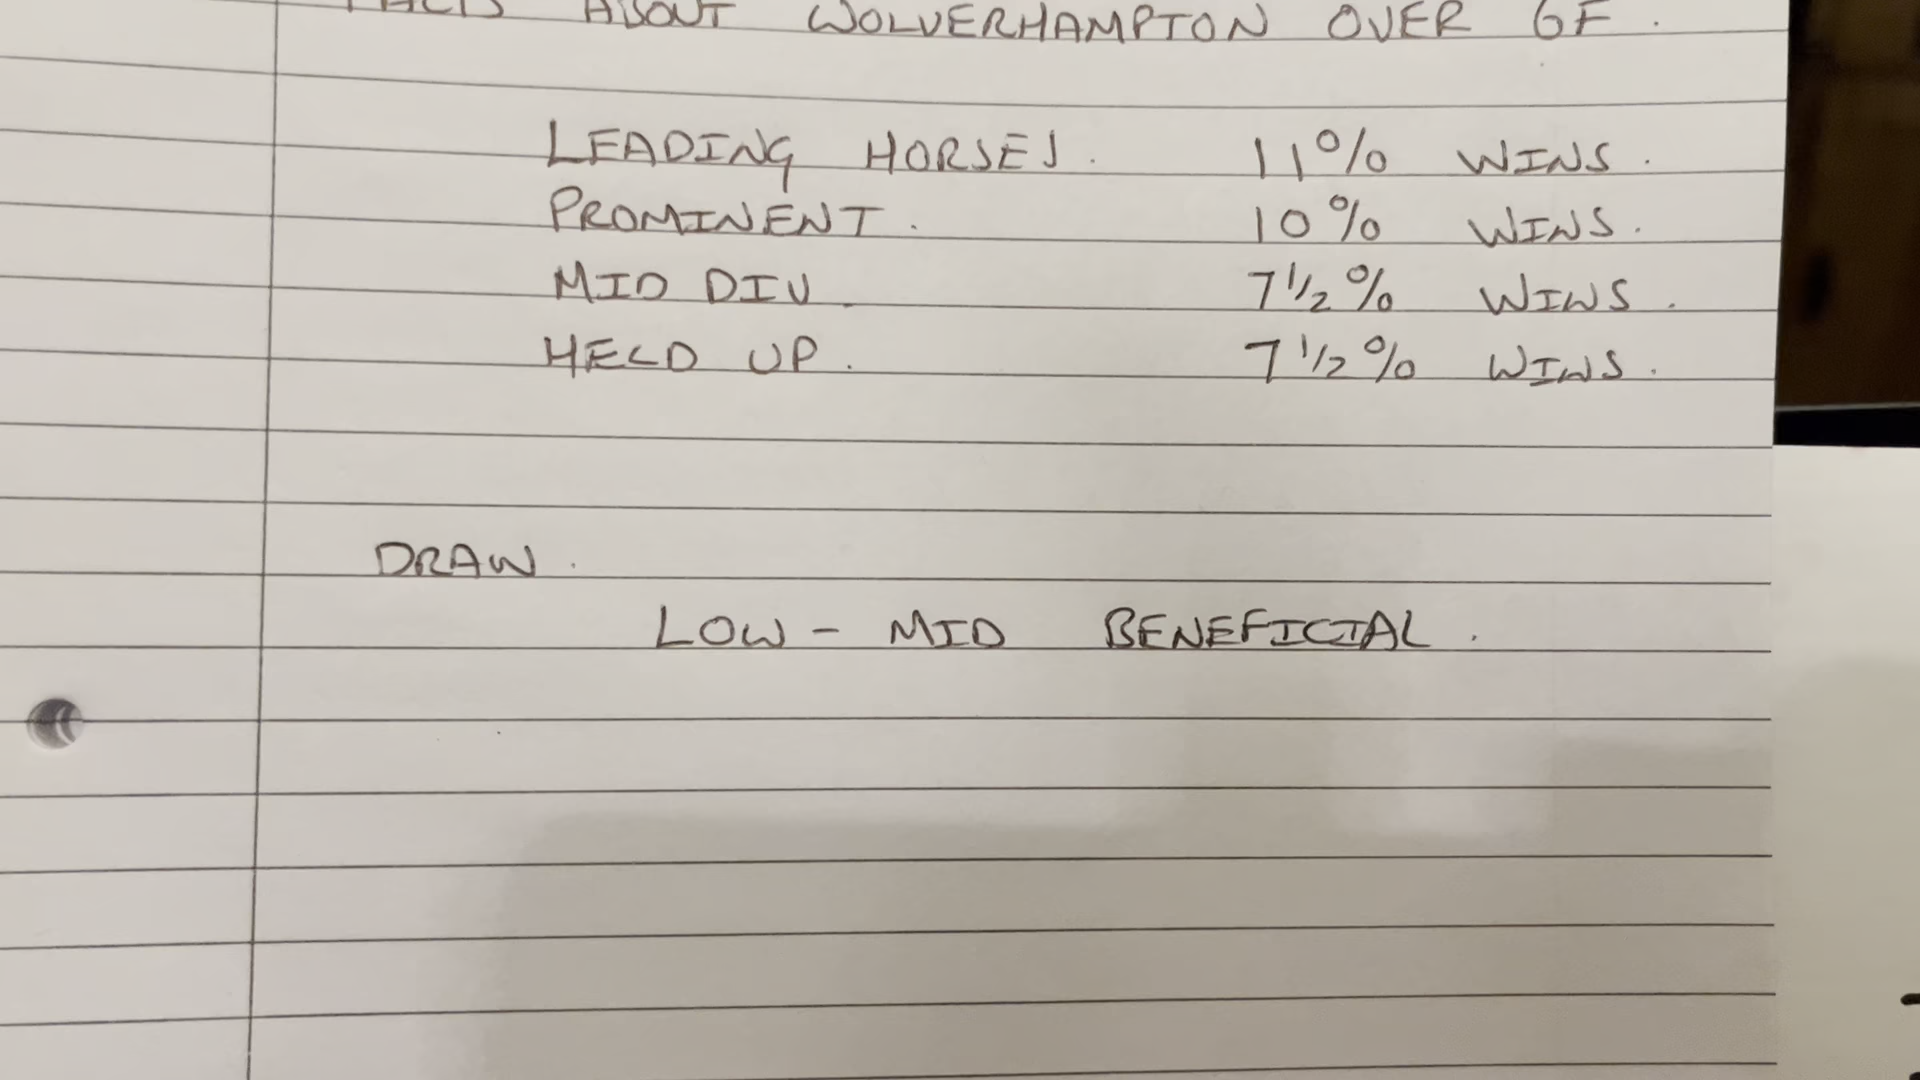 FACTS ABOUT WOLVERHAMPTON OVER 6F.
LEADING HORSES. 11% WINS.
PROMINENT. 10% WINS.
MID DIV. 7½% WINS.
HELD UP. 7½% WINS.
DRAW.
LOW - MID BENEFICIAL.